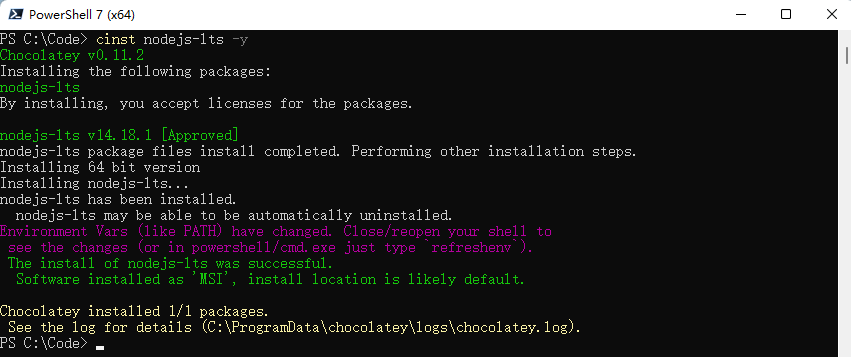 PowerShell 7 (x64)
PS C:\Code> cinst nodejs-lts -y
Chocolatey v0.11.2
Installing the following packages:
nodejs-lts
By installing, you accept licenses for the packages.
nodejs-lts v14.18.1 [Approved]
nodejs-lts package files install completed. Performing other installation steps.
Installing 64 bit version
Installing nodejs-lts...
nodejs-lts has been installed.
  nodejs-lts may be able to be automatically uninstalled.
Environment Vars (like PATH) have changed. Close/reopen your shell to
 see the changes (or in powershell/cmd.exe just type `refreshenv`).
 The install of nodejs-lts was successful.
  Software installed as 'MSI', install location is likely default.
Chocolatey installed 1/1 packages.
 See the log for details (C:\ProgramData\chocolatey\logs\chocolatey.log).
PS C:\Code>